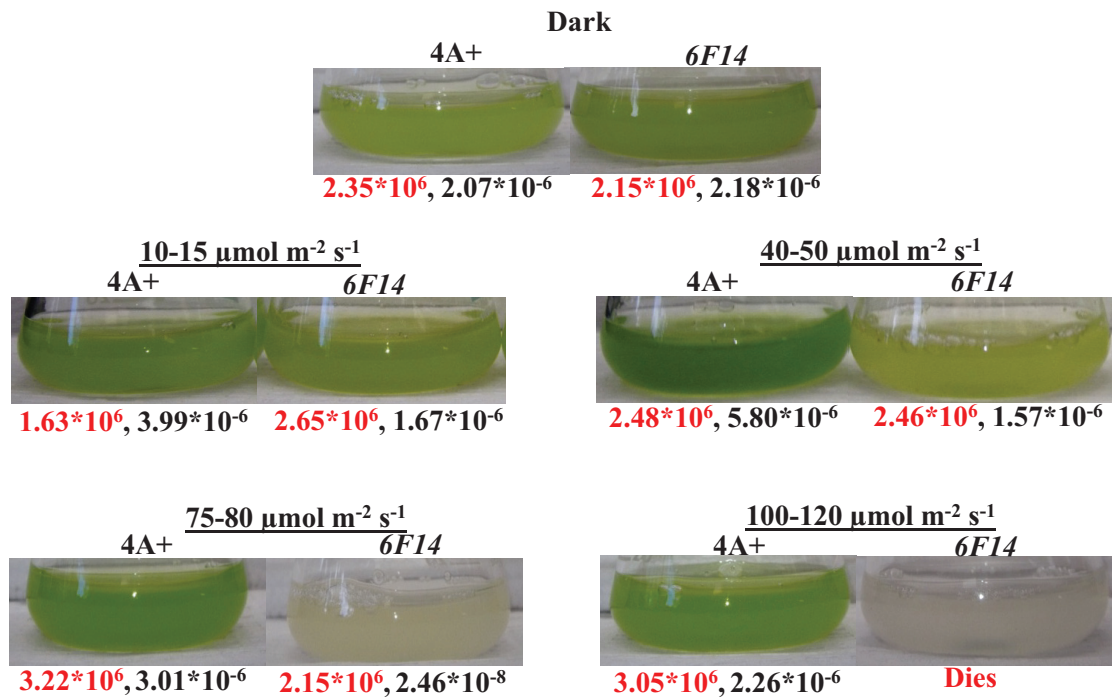 Dark
4A+ 6F14
2.35*10⁶, 2.07*10⁻⁶ 2.15*10⁶, 2.18*10⁻⁶
10-15 µmol m⁻² s⁻¹
4A+ 6F14
1.63*10⁶, 3.99*10⁻⁶ 2.65*10⁶, 1.67*10⁻⁶
40-50 µmol m⁻² s⁻¹
4A+ 6F14
2.48*10⁶, 5.80*10⁻⁶ 2.46*10⁶, 1.57*10⁻⁶
75-80 µmol m⁻² s⁻¹
4A+ 6F14
3.22*10⁶, 3.01*10⁻⁶ 2.15*10⁶, 2.46*10⁻⁸
100-120 µmol m⁻² s⁻¹
4A+ 6F14
3.05*10⁶, 2.26*10⁻⁶ Dies